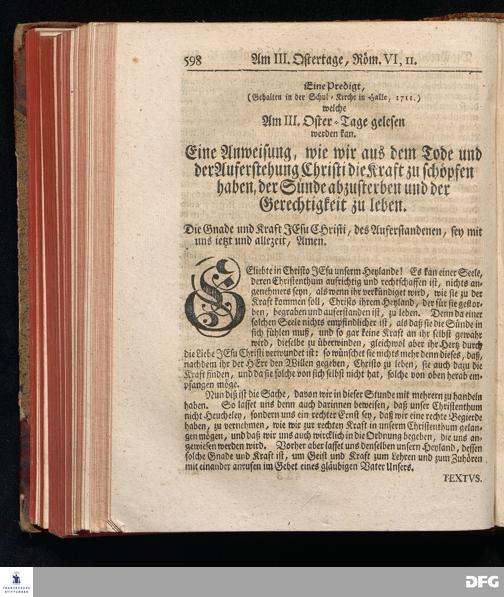 598 Am III. Ostertage, Röm. VI, 11.
Eine Predigt,
(Gehalten in der Schul-Kirche in Halle, 1711.)
welche
Am III. Oster-Tage gelesen
werden kan.
Eine Anweisung, wie wir aus dem Tode und
der Auferstehung Christi die Kraft zu schöpfen
haben, der Sünde abzusterben und der
Gerechtigkeit zu leben.
Die Gnade und Kraft JEsu CHristi, des Auferstandenen, sey mit
uns ietzt und allezeit, Amen.
GEliebte in Christo JEsu unserm Heylande! Es kan einer Seele,
deren Christenthum aufrichtig und rechtschaffen ist, nichts an-
genehmers seyn, als wenn ihr verkündiget wird, wie sie zu der
Kraft kommen soll, Christo ihrem Heyland, der für sie gestor-
ben, begraben und auferstanden ist, zu leben. Denn da einer
solchen Seele nichts empfindlicher ist, als daß sie die Sünde in
sich fühlen muß, und so gar keine Kraft an ihr selbst gewahr
wird, dieselbe zu überwinden, gleichwol aber ihr Hertz durch
die Liebe JEsu Christi verwundet ist: so wünschet sie nichts mehr denn dieses, daß,
nachdem ihr der HErr den Willen gegeben, Christo zu leben, sie auch dazu die
Kraft finden, und da sie solche von sich selbst nicht hat, solche von oben herab em-
pfangen möge.
Nun diß ist die Sache, davon wir in dieser Stunde mit mehrern zu handeln
haben. So lasset uns denn auch darinnen beweisen, daß unser Christenthum
nicht Heucheley, sondern uns ein rechter Ernst sey, daß wir eine rechte Begierde
haben, zu vernehmen, wie wir zur rechten Kraft in unserm Christenthum gelan-
gen mögen, und daß wir uns auch wircklich in die Ordnung begeben, die uns an-
gewiesen werden wird. Vorher aber lasset uns denselben unsern Heyland, dessen
solche Gnade und Kraft ist, um Geist und Kraft zum Lehren und zum Zuhören
mit einander anrufen im Gebet eines gläubigen Vater Unsers.
TEXTVS.
FRANCKESCHE
STIFTUNGEN
DFG